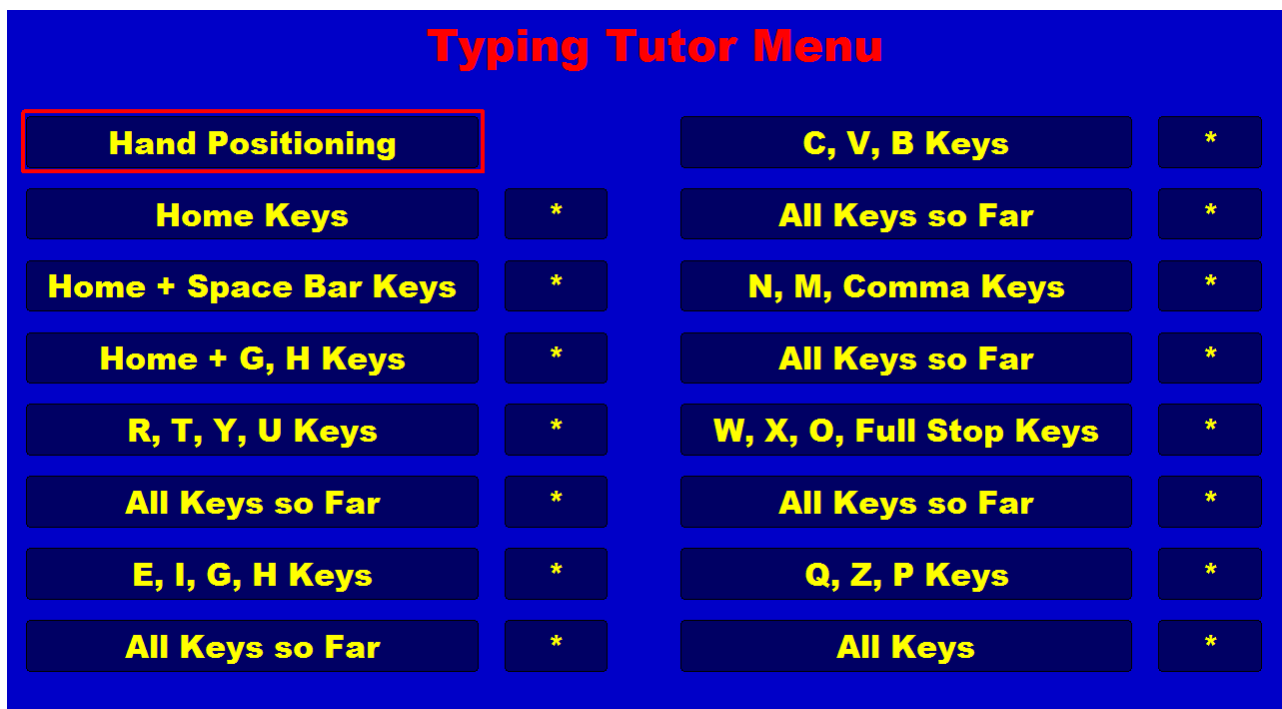 Typing Tutor Menu
Hand Positioning
Home Keys *
Home + Space Bar Keys *
Home + G, H Keys *
R, T, Y, U Keys *
All Keys so Far *
E, I, G, H Keys *
All Keys so Far *
C, V, B Keys *
All Keys so Far *
N, M, Comma Keys *
All Keys so Far *
W, X, O, Full Stop Keys *
All Keys so Far *
Q, Z, P Keys *
All Keys *